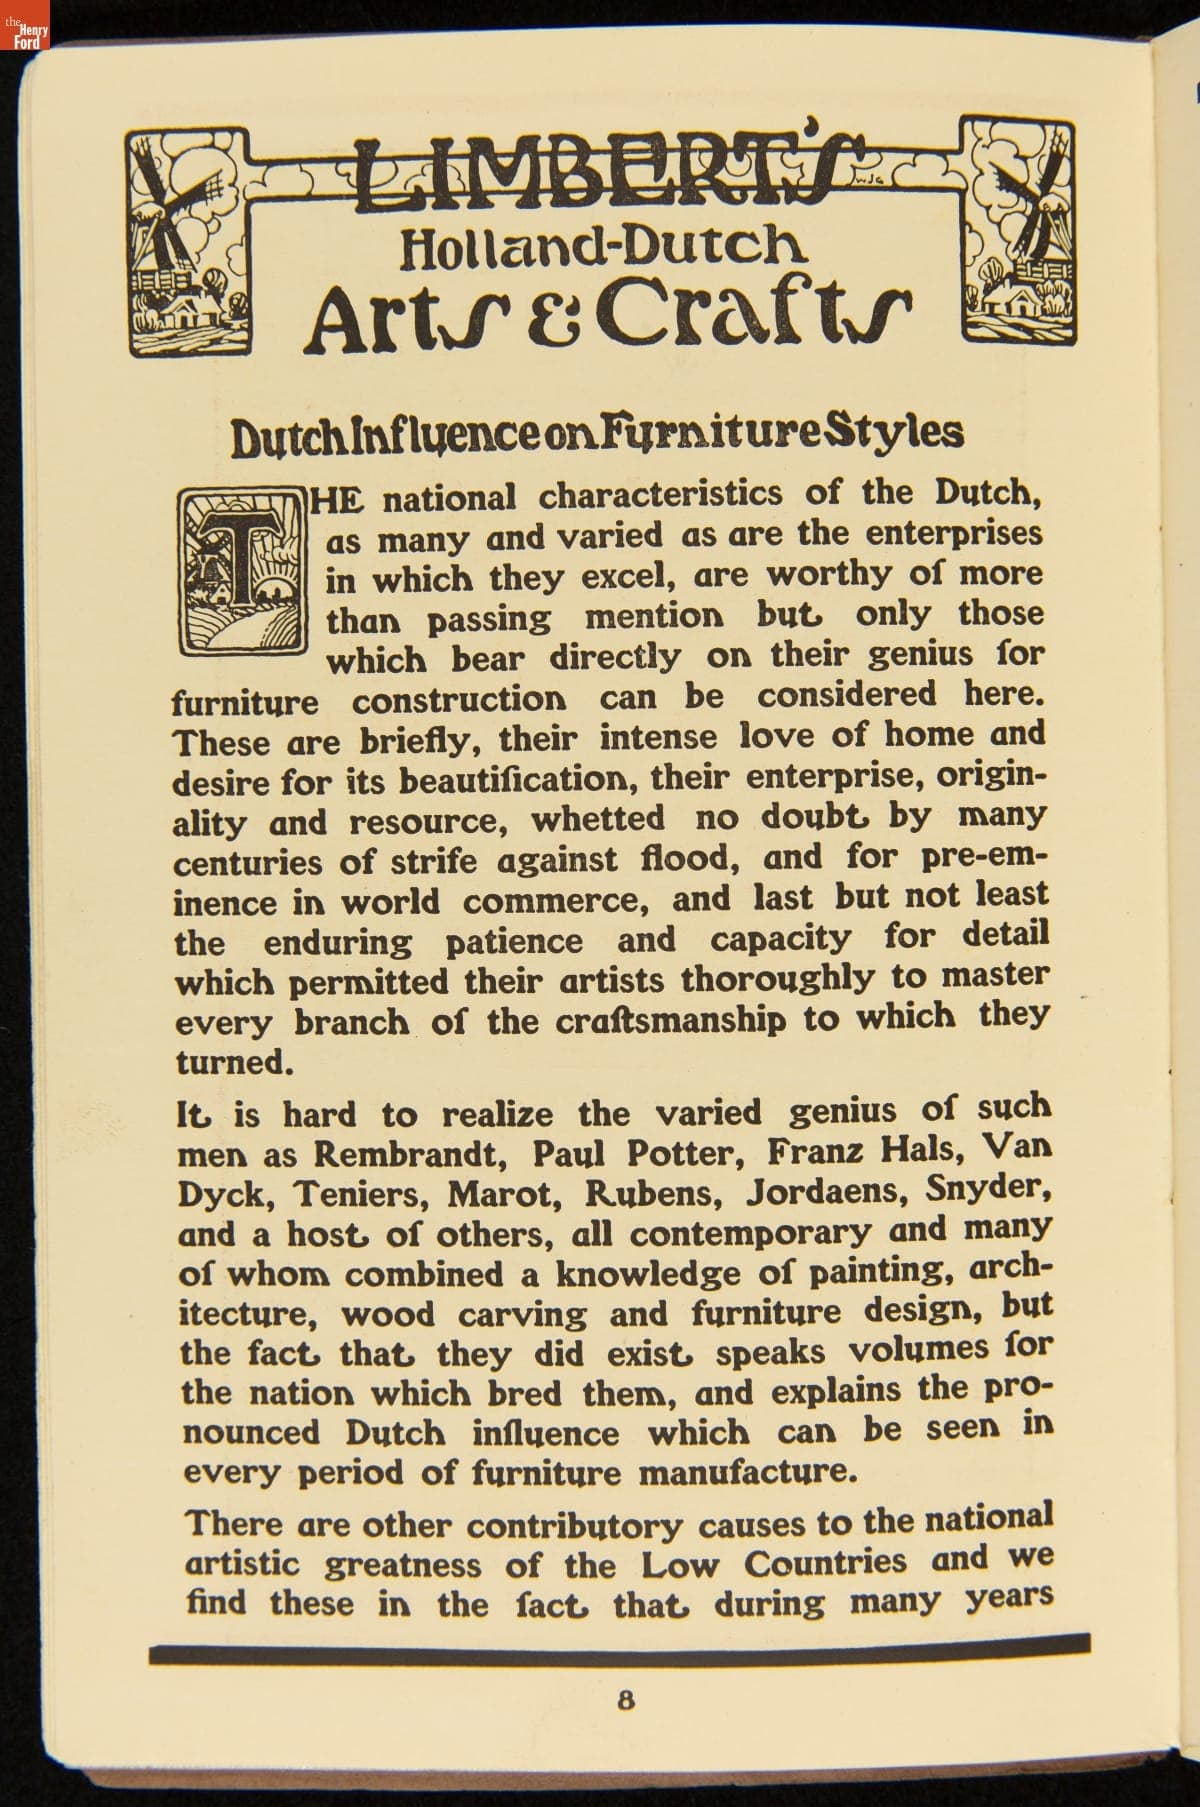 the
Henry
Ford
LIMBERT'S
WJG
Holland-Dutch
Arts & Crafts
Dutch Influence on Furniture Styles
THE national characteristics of the Dutch,
as many and varied as are the enterprises
in which they excel, are worthy of more
than passing mention but only those
which bear directly on their genius for
furniture construction can be considered here.
These are briefly, their intense love of home and
desire for its beautification, their enterprise, origin-
ality and resource, whetted no doubt by many
centuries of strife against flood, and for pre-em-
inence in world commerce, and last but not least
the enduring patience and capacity for detail
which permitted their artists thoroughly to master
every branch of the craftsmanship to which they
turned.
It is hard to realize the varied genius of such
men as Rembrandt, Paul Potter, Franz Hals, Van
Dyck, Teniers, Marot, Rubens, Jordaens, Snyder,
and a host of others, all contemporary and many
of whom combined a knowledge of painting, arch-
itecture, wood carving and furniture design, but
the fact that they did exist speaks volumes for
the nation which bred them, and explains the pro-
nounced Dutch influence which can be seen in
every period of furniture manufacture.
There are other contributory causes to the national
artistic greatness of the Low Countries and we
find these in the fact that during many years
8